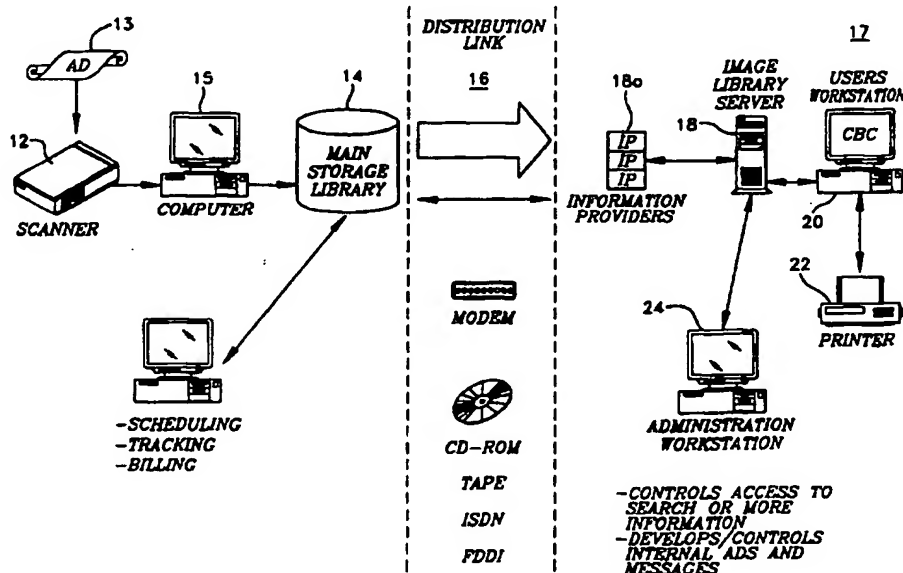 13
AD
12
SCANNER
15
COMPUTER
14
MAIN
STORAGE
LIBRARY
-SCHEDULING
-TRACKING
-BILLING
DISTRIBUTION
LINK
16
MODEM
CD-ROM
TAPE
ISDN
FDDI
17
18a
IP
IP
IP
INFORMATION
PROVIDERS
IMAGE
LIBRARY
SERVER
18
USERS
WORKSTATION
CBC
20
22
PRINTER
24
ADMINISTRATION
WORKSTATION
-CONTROLS ACCESS TO
SEARCH OR MORE
INFORMATION
-DEVELOPS/CONTROLS
INTERNAL ADS AND
MESSAGES